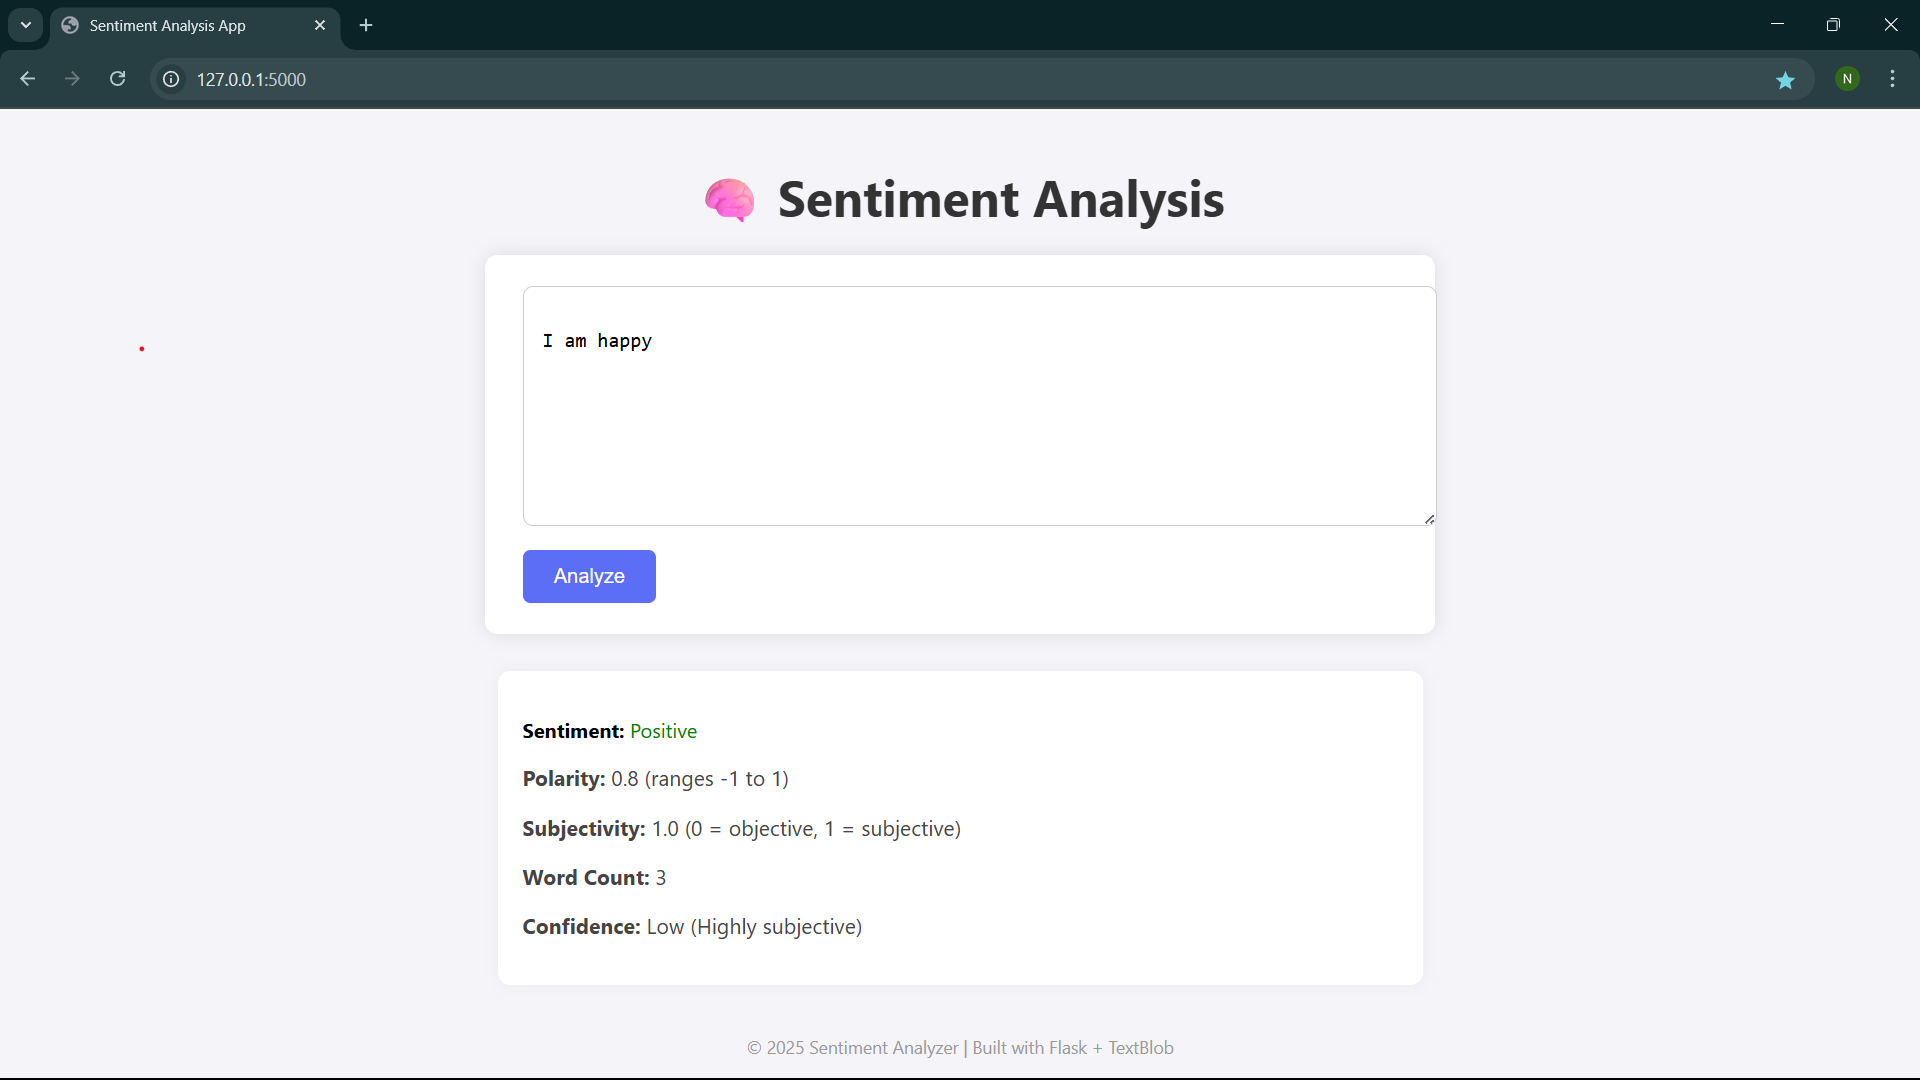 Sentiment Analysis App
127.0.0.1:5000
N
Sentiment Analysis
I am happy
Analyze
Sentiment: Positive
Polarity: 0.8 (ranges -1 to 1)
Subjectivity: 1.0 (0 = objective, 1 = subjective)
Word Count: 3
Confidence: Low (Highly subjective)
© 2025 Sentiment Analyzer | Built with Flask + TextBlob